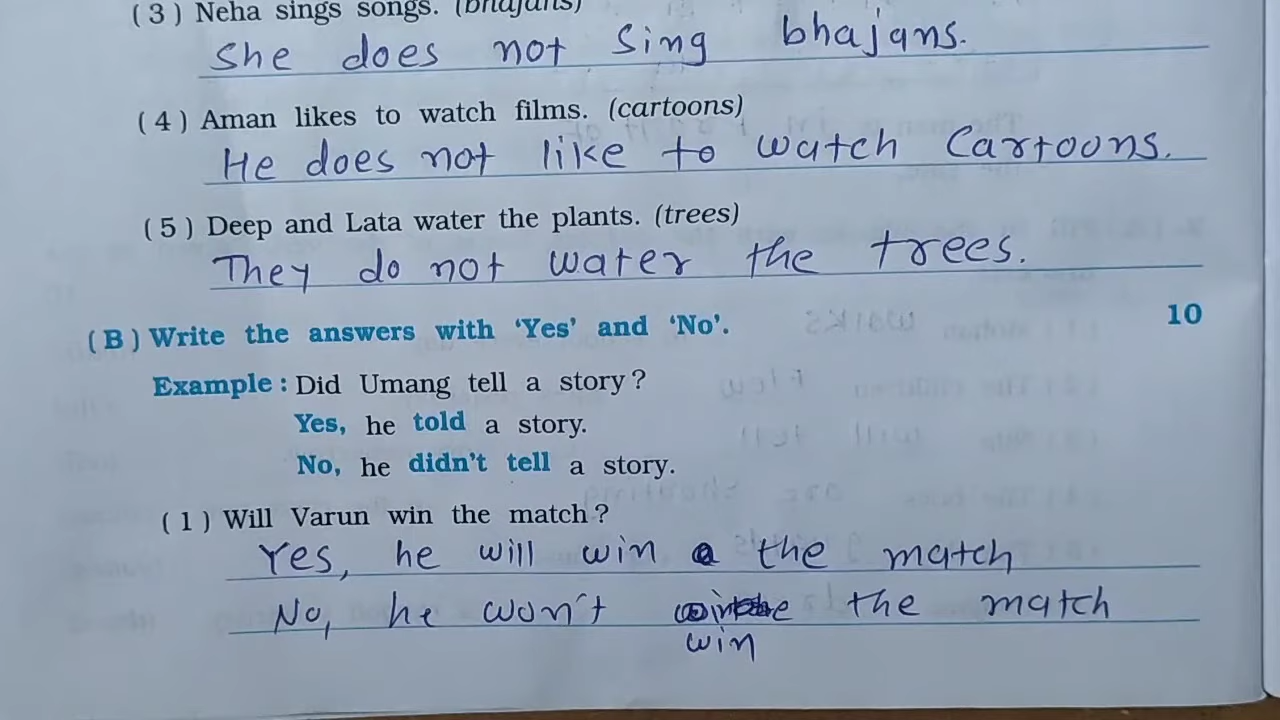 (3) Neha sings songs. (bhajans)
She does not sing bhajans.
(4) Aman likes to watch films. (cartoons)
He does not like to watch Cartoons.
(5) Deep and Lata water the plants. (trees)
They do not water the trees.
(B) Write the answers with 'Yes' and 'No'. 10
Example : Did Umang tell a story?
Yes, he told a story.
No, he didn't tell a story.
(1) Will Varun win the match?
Yes, he will win the match
No, he won't the match
win